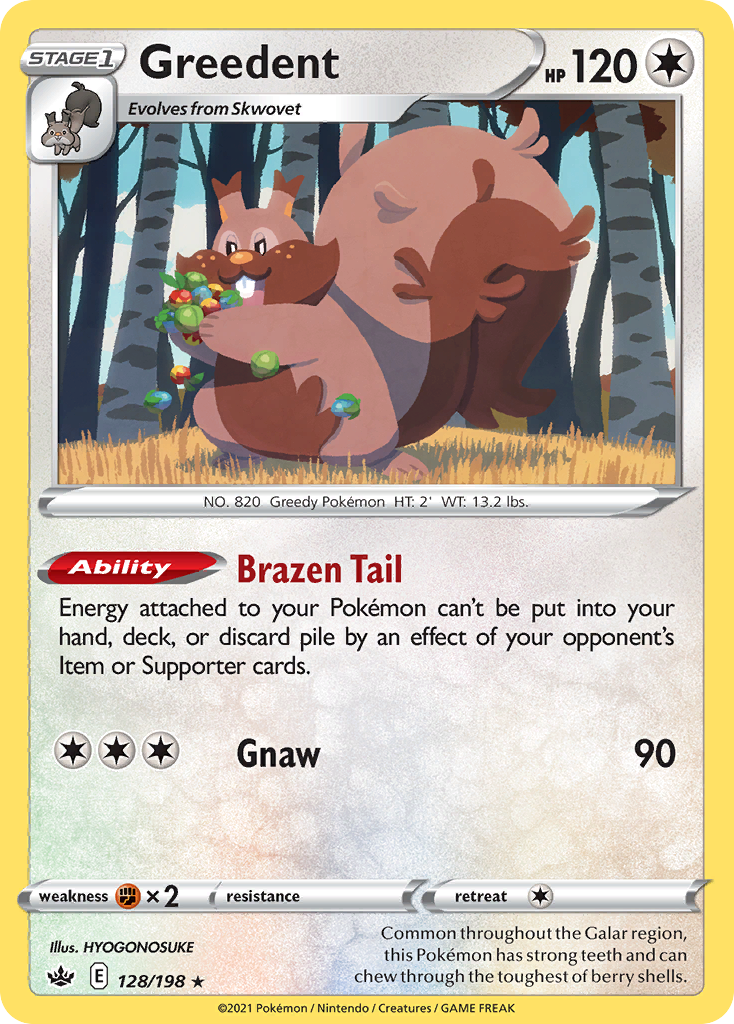 STAGE1
Greedent
HP 120
Evolves from Skwovet
NO. 820 Greedy Pokémon HT: 2' WT: 13.2 lbs.
Ability
Brazen Tail
Energy attached to your Pokémon can't be put into your
hand, deck, or discard pile by an effect of your opponent's
Item or Supporter cards.
Gnaw 90
weakness ×2 resistance retreat
Illus. HYOGONOSUKE
Common throughout the Galar region,
this Pokémon has strong teeth and can
chew through the toughest of berry shells.
E 128/198 ★
©2021 Pokémon / Nintendo / Creatures / GAME FREAK